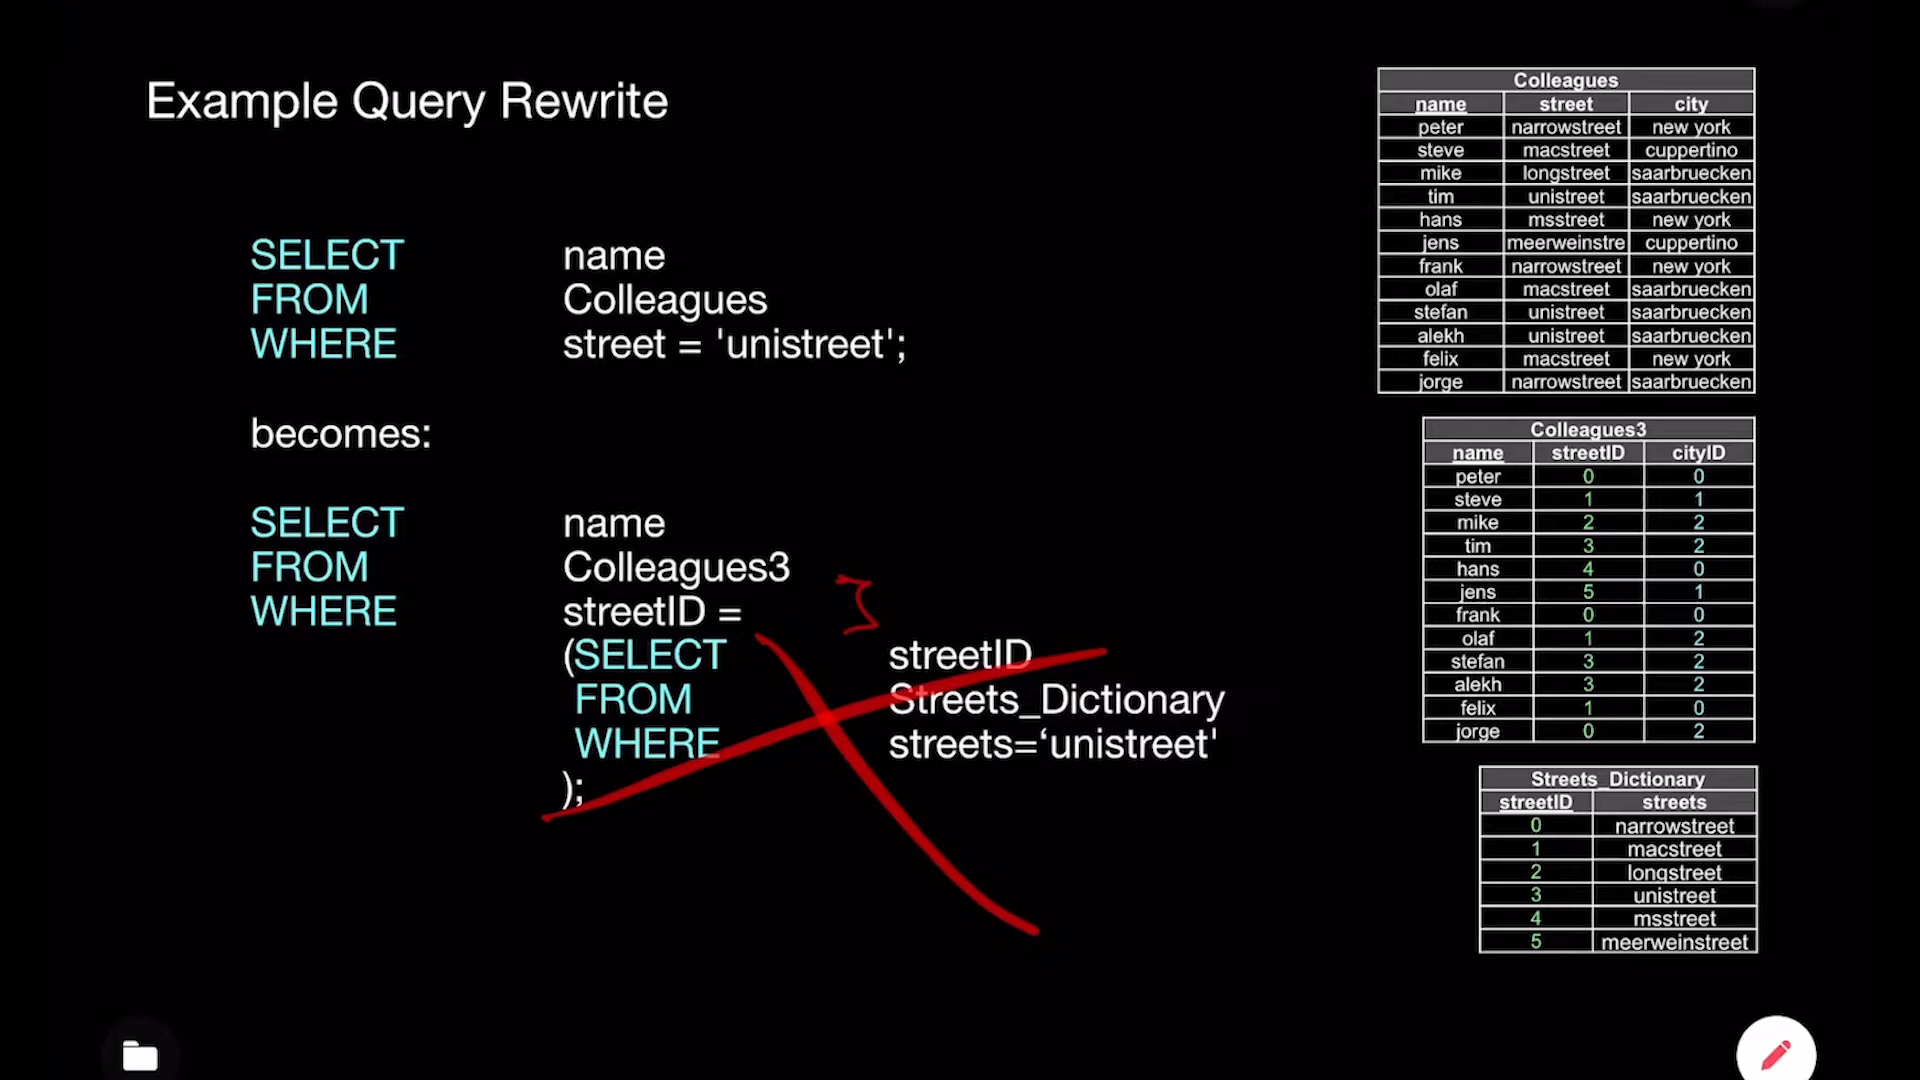 Example Query Rewrite
SELECT name
FROM Colleagues
WHERE street = 'unistreet';
becomes:
SELECT name
FROM Colleagues3
WHERE streetID = 3
(SELECT streetID
FROM Streets_Dictionary
WHERE streets=‘unistreet'
);
Colleagues
name street city
peter narrowstreet new york
steve macstreet cuppertino
mike longstreet saarbruecken
tim unistreet saarbruecken
hans msstreet new york
jens meerweinstre cuppertino
frank narrowstreet new york
olaf macstreet saarbruecken
stefan unistreet saarbruecken
alekh unistreet saarbruecken
felix macstreet new york
jorge narrowstreet saarbruecken
Colleagues3
name streetID cityID
peter 0 0
steve 1 1
mike 2 2
tim 3 2
hans 4 0
jens 5 1
frank 0 0
olaf 1 2
stefan 3 2
alekh 3 2
felix 1 0
jorge 0 2
Streets_Dictionary
streetID streets
0 narrowstreet
1 macstreet
2 longstreet
3 unistreet
4 msstreet
5 meerweinstreet